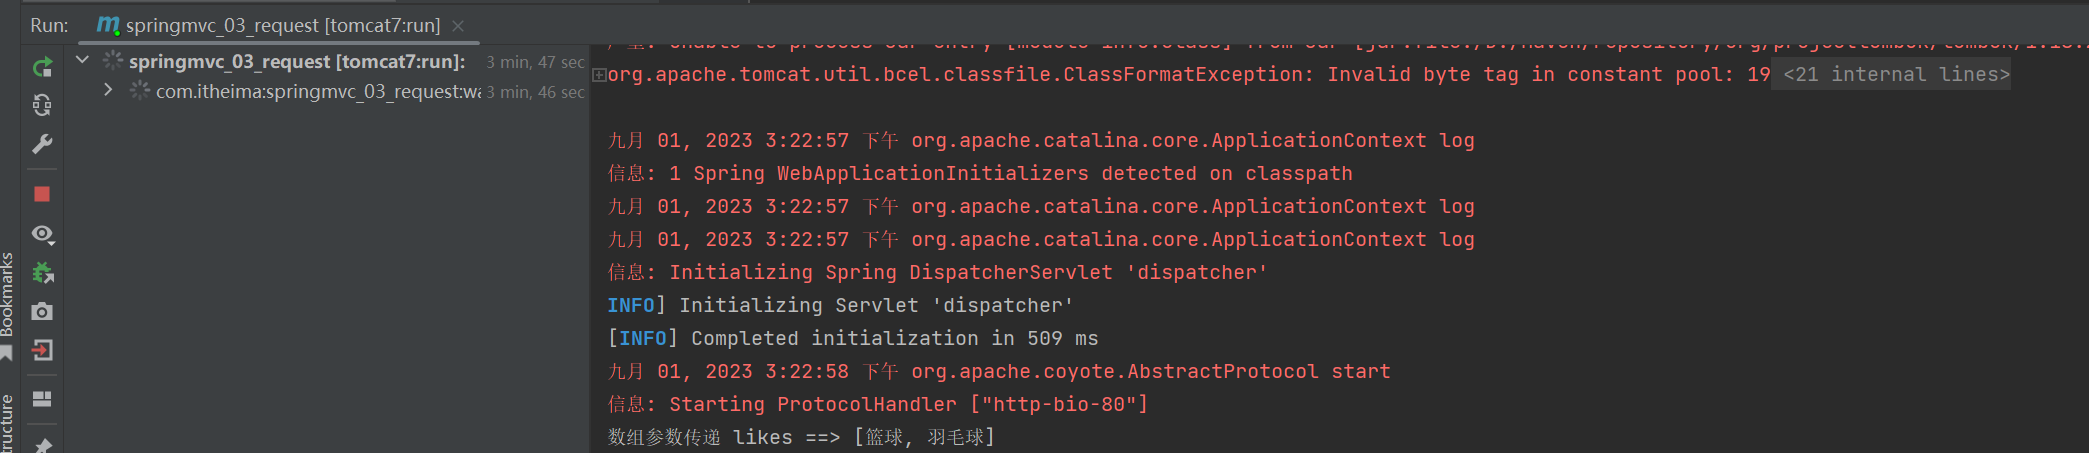 Run: springmvc_03_request [tomcat7:run]
springmvc_03_request [tomcat7:run]: 3 min, 47 sec
com.itheima:springmvc_03_request:wa 3 min, 46 sec
org.apache.tomcat.util.bcel.classfile.ClassFormatException: Invalid byte tag in constant pool: 19 <21 internal lines>
九月 01, 2023 3:22:57 下午 org.apache.catalina.core.ApplicationContext log
信息: 1 Spring WebApplicationInitializers detected on classpath
九月 01, 2023 3:22:57 下午 org.apache.catalina.core.ApplicationContext log
九月 01, 2023 3:22:57 下午 org.apache.catalina.core.ApplicationContext log
信息: Initializing Spring DispatcherServlet 'dispatcher'
INFO] Initializing Servlet 'dispatcher'
[INFO] Completed initialization in 509 ms
九月 01, 2023 3:22:58 下午 org.apache.coyote.AbstractProtocol start
信息: Starting ProtocolHandler ["http-bio-80"]
数组参数传递 likes ==> [篮球, 羽毛球]
Bookmarks
tructure